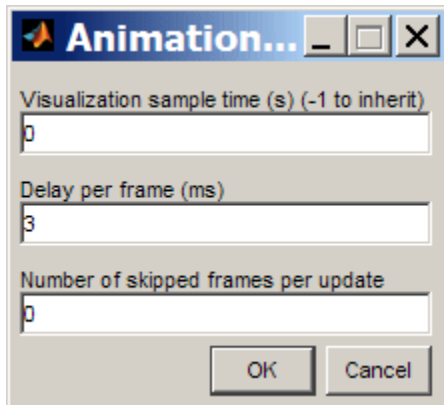 Animation...
Visualization sample time (s) (-1 to inherit)
0
Delay per frame (ms)
3
Number of skipped frames per update
0
OK Cancel